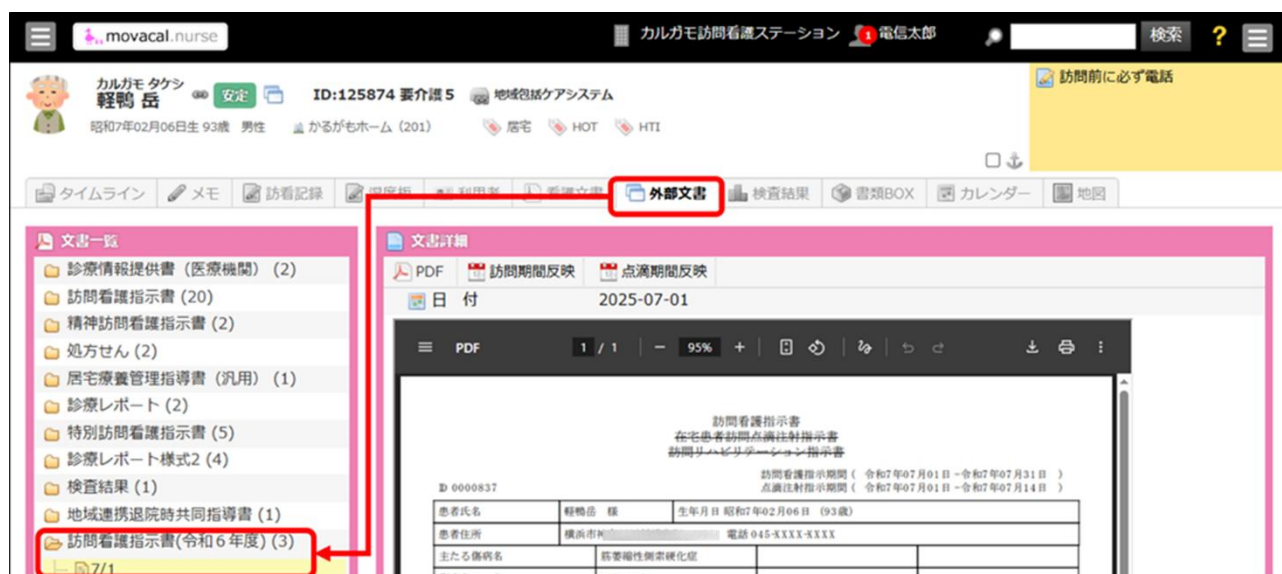 movacal.nurse
カルガモ訪問看護ステーション 1 電信太郎 検索 ?
カルガモ タケシ
軽鴨 岳 安定 ID:125874 要介護5 地域包括ケアシステム
昭和7年02月06日生 93歳 男性 かるがもホーム (201) 居宅 HOT HTI
訪問前に必ず電話
タイムライン メモ 訪看記録 温度板 利用者 看護文書 外部文書 検査結果 書類BOX カレンダー 地図
文書一覧
診療情報提供書（医療機関） (2)
訪問看護指示書 (20)
精神訪問看護指示書 (2)
処方せん (2)
居宅療養管理指導書（汎用） (1)
診療レポート (2)
特別訪問看護指示書 (5)
診療レポート様式2 (4)
検査結果 (1)
地域連携退院時共同指導書 (1)
訪問看護指示書(令和６年度) (3)
7/1
文書詳細
PDF 訪問期間反映 点滴期間反映
日 付 2025-07-01
PDF 1 / 1 − 95% +
訪問看護指示書
在宅患者訪問点滴注射指示書
訪問リハビリテーション指示書
訪問看護指示期間 ( 令和7年07月01日 -令和7年07月31日 )
ID 0000837 点滴注射指示期間 ( 令和7年07月01日 -令和7年07月14日 )
患者氏名 軽鴨岳 様 生年月日 昭和7年02月06日 (93歳)
患者住所 横浜市 電話 045-XXXX-XXXX
主たる傷病名 筋萎縮性側索硬化症